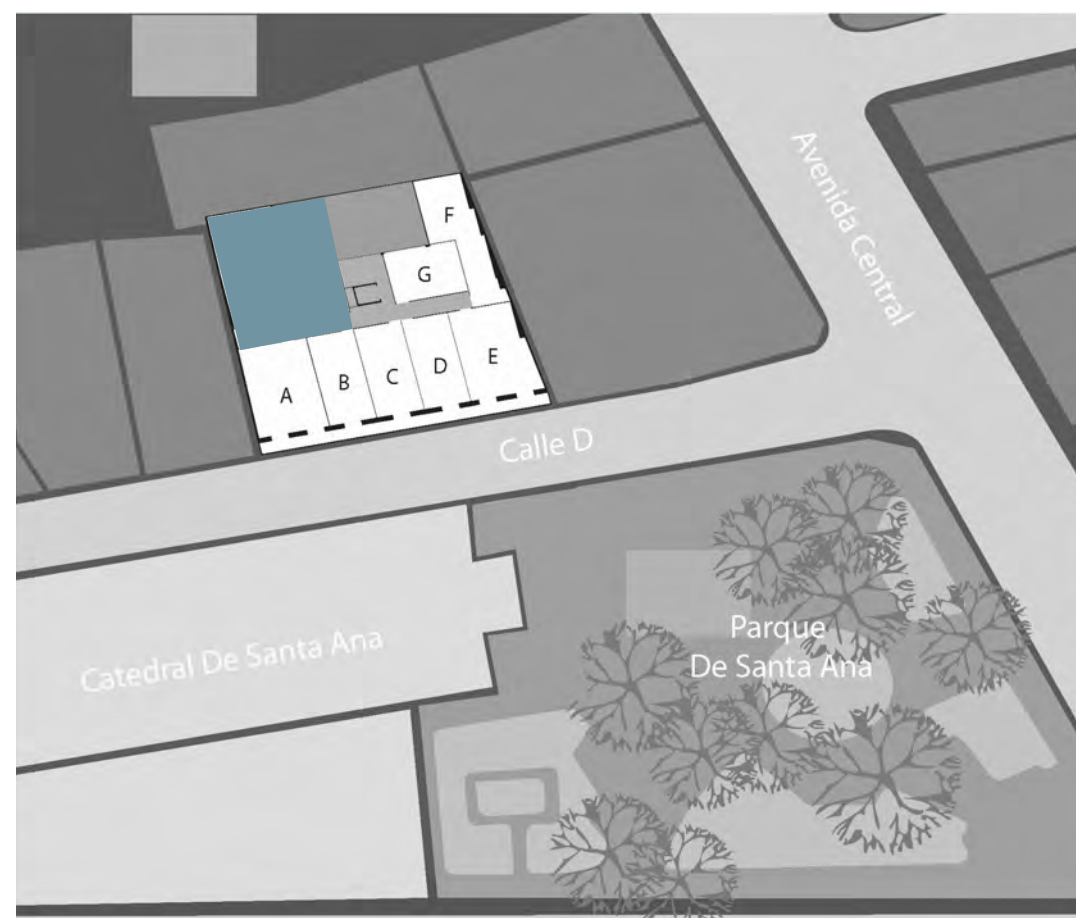 Avenida Central
F
G
A
B
C
D
E
Calle D
Parque
De Santa Ana
Catedral De Santa Ana